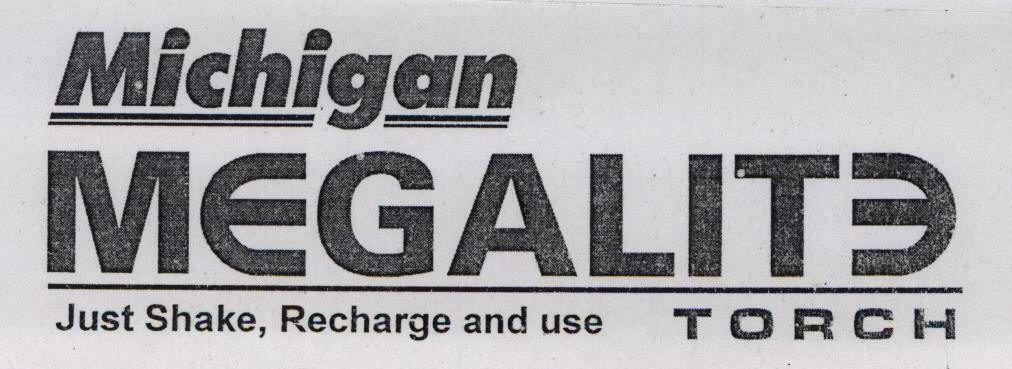 Michigan
MEGALITE
Just Shake, Recharge and use TORCH